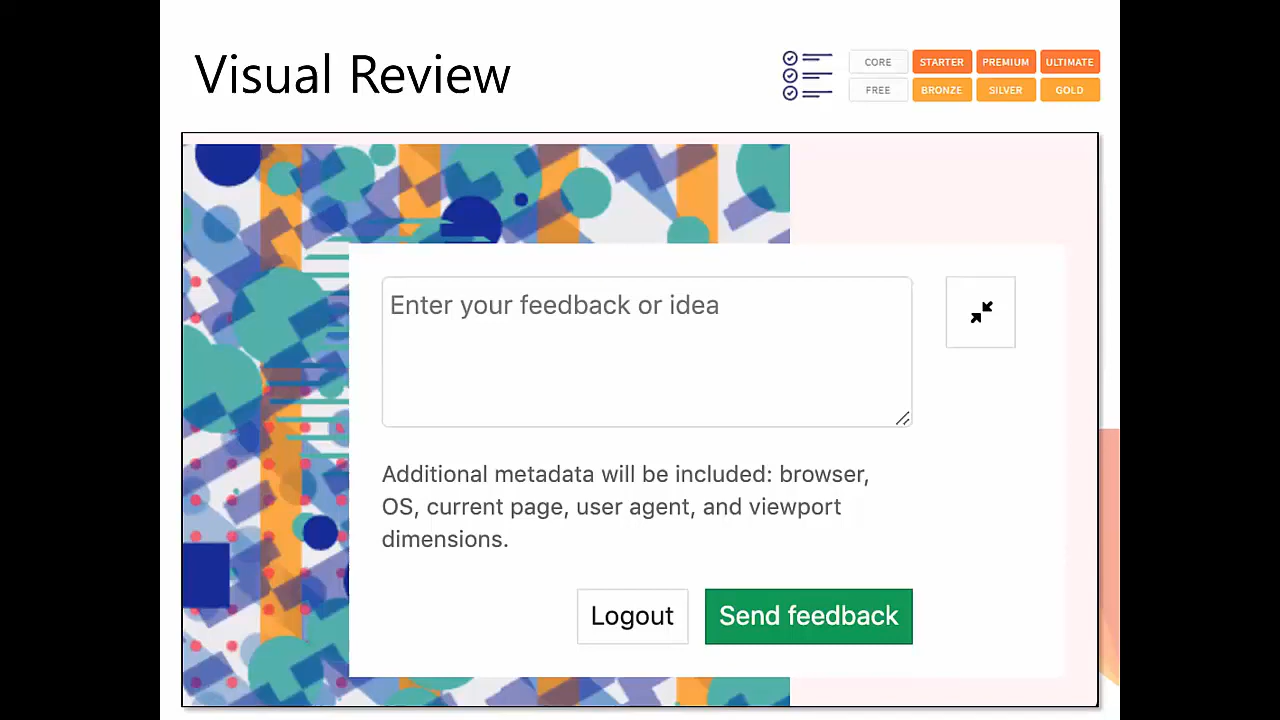 Visual Review
CORE STARTER PREMIUM ULTIMATE
FREE BRONZE SILVER GOLD
Enter your feedback or idea
Additional metadata will be included: browser,
OS, current page, user agent, and viewport
dimensions.
Logout Send feedback